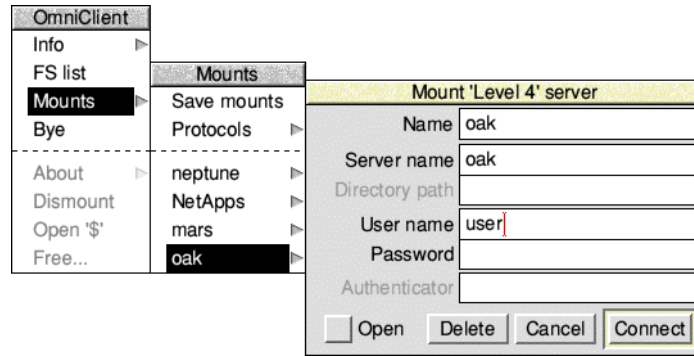 OmniClient
Info
FS list
Mounts
Bye
About
Dismount
Open '$'
Free...
Mounts
Save mounts
Protocols
neptune
NetApps
mars
oak
Mount 'Level 4' server
Name oak
Server name oak
Directory path
User name user
Password
Authenticator
Open Delete Cancel Connect